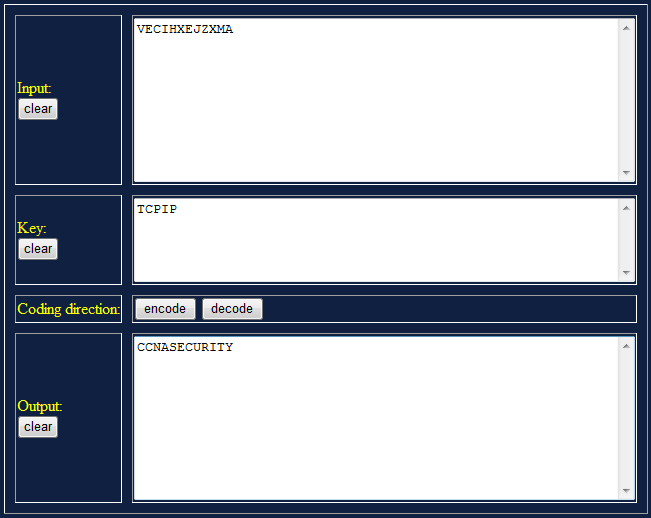 Input:
clear
VECIHXEJZXMA
Key:
clear
TCPIP
Coding direction:
encode decode
Output:
clear
CCNASECURITY